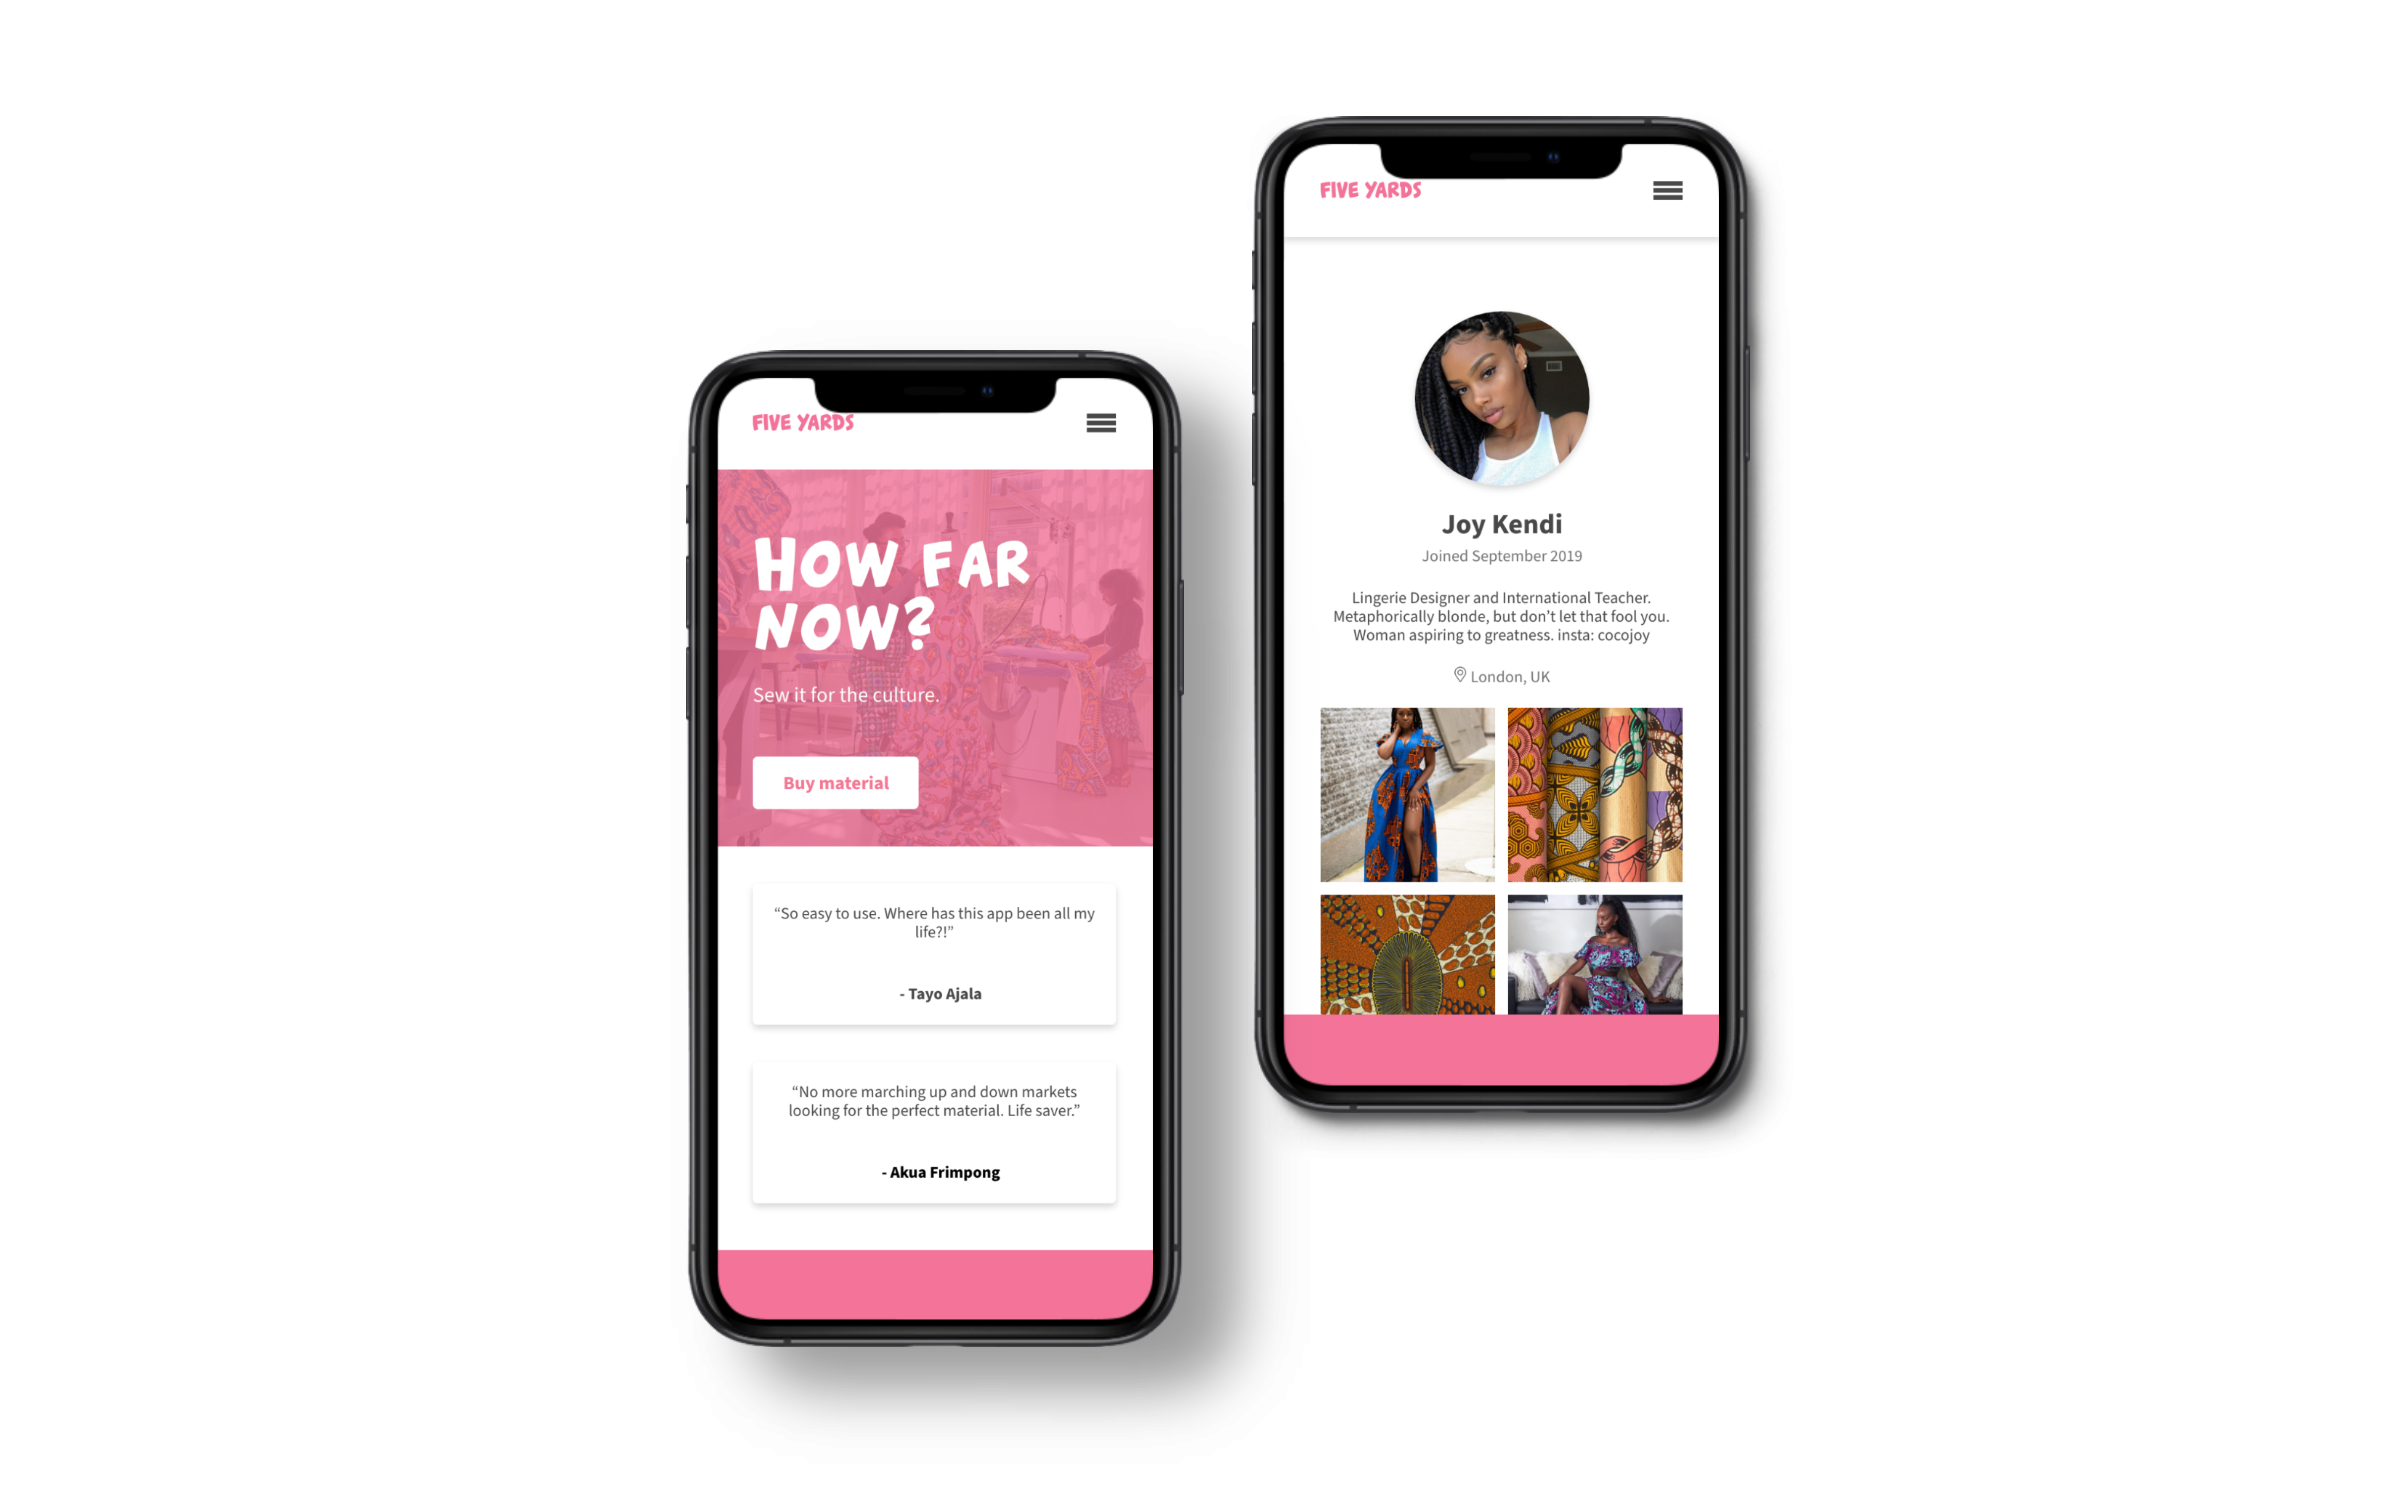 FIVE YARDS
HOW FAR
NOW?
Sew it for the culture.
Buy material
“So easy to use. Where has this app been all my
life?!”
- Tayo Ajala
“No more marching up and down markets
looking for the perfect material. Life saver.”
- Akua Frimpong
FIVE YARDS
Joy Kendi
Joined September 2019
Lingerie Designer and International Teacher.
Metaphorically blonde, but don’t let that fool you.
Woman aspiring to greatness. insta: cocojoy
London, UK